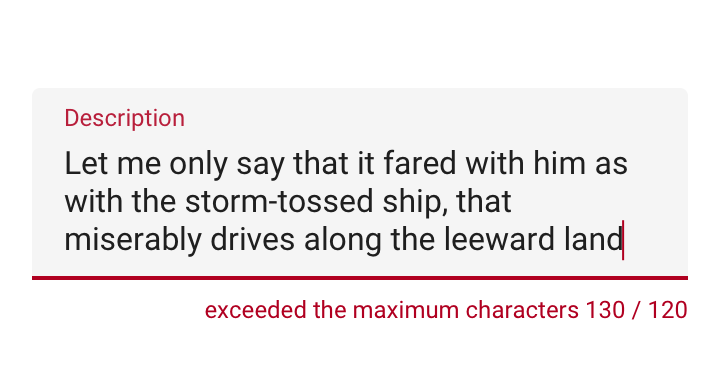 Description
Let me only say that it fared with him as
with the storm-tossed ship, that
miserably drives along the leeward land
exceeded the maximum characters 130 / 120